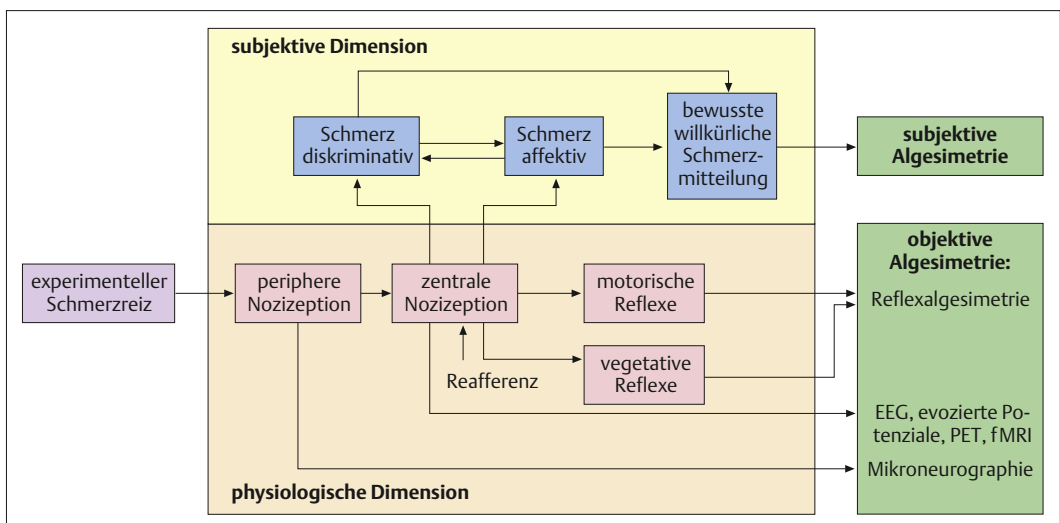 subjektive Dimension
Schmerz
diskriminativ
Schmerz
affektiv
bewusste
willkürliche
Schmerz-
mitteilung
subjektive
Algesimetrie
experimenteller
Schmerzreiz
periphere
Nozizeption
zentrale
Nozizeption
motorische
Reflexe
vegetative
Reflexe
Reafferenz
objektive
Algesimetrie:
Reflexalgesimetrie
EEG, evozierte Po-
tenziale, PET, fMRI
Mikroneurographie
physiologische Dimension